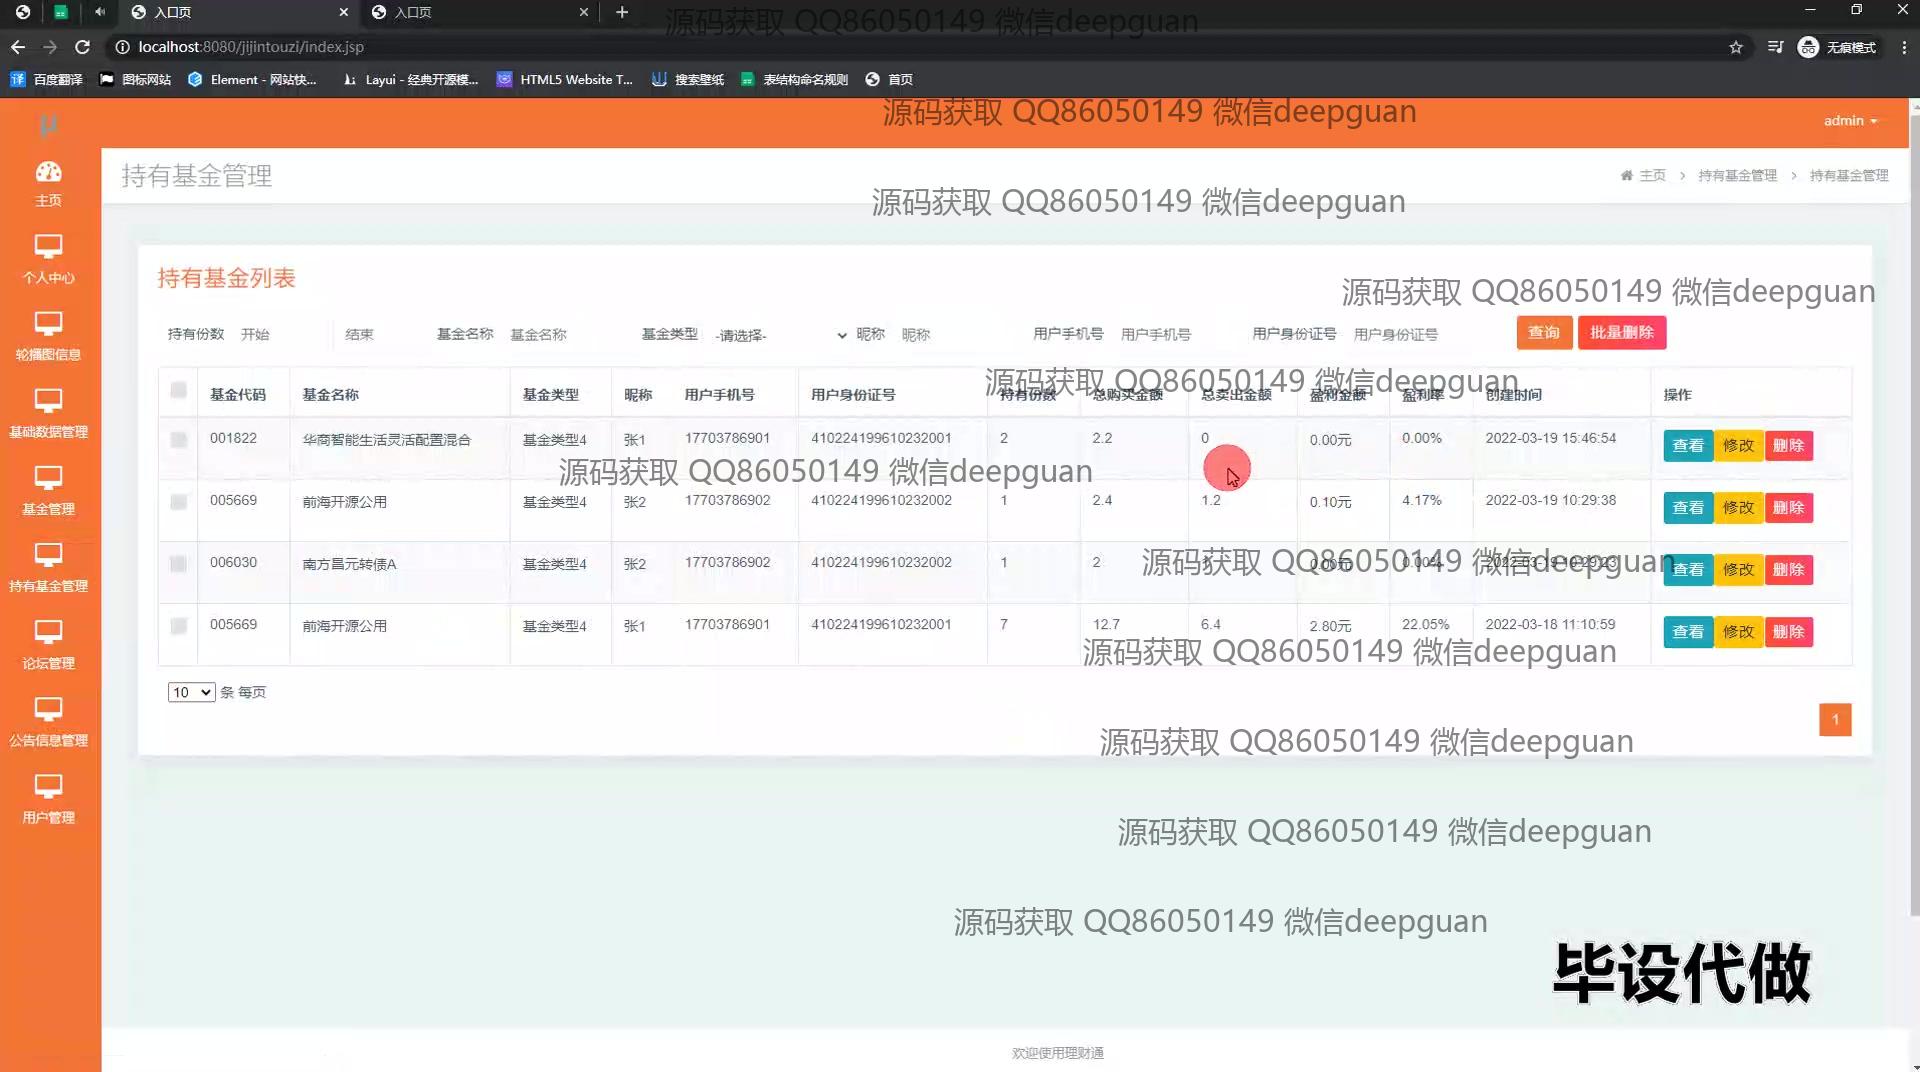 入口页
入口页
源码获取 QQ86050149 微信deepguan
localhost:8080/jijintouzi/index.jsp
无痕模式
百度翻译 图标网站 Element - 网站快... Layui - 经典开源模... HTML5 Website T... 搜索壁纸 表结构命名规则 首页
源码获取 QQ86050149 微信deepguan
admin
主页
个人中心
轮播图信息
基础数据管理
基金管理
持有基金管理
论坛管理
公告信息管理
用户管理
持有基金管理
主页 > 持有基金管理 > 持有基金管理
源码获取 QQ86050149 微信deepguan
持有基金列表
源码获取 QQ86050149 微信deepguan
持有份数 开始 结束 基金名称 基金名称 基金类型 -请选择- 昵称 昵称 用户手机号 用户手机号 用户身份证号 用户身份证号 查询 批量删除
源码获取 QQ86050149 微信deepguan
基金代码 基金名称 基金类型 昵称 用户手机号 用户身份证号 持有份数 总购买金额 总卖出金额 盈利金额 盈利率 创建时间 操作
001822 华商智能生活灵活配置混合 基金类型4 张1 17703786901 410224199610232001 2 2.2 0 0.00元 0.00% 2022-03-19 15:46:54 查看 修改 删除
源码获取 QQ86050149 微信deepguan
005669 前海开源公用 基金类型4 张2 17703786902 410224199610232002 1 2.4 1.2 0.10元 4.17% 2022-03-19 10:29:38 查看 修改 删除
源码获取 QQ86050149 微信deepguan
006030 南方昌元转债A 基金类型4 张2 17703786902 410224199610232002 1 2 0.00元 0.00% 2022-03-19 10:29:23 查看 修改 删除
005669 前海开源公用 基金类型4 张1 17703786901 410224199610232001 7 12.7 6.4 2.80元 22.05% 2022-03-18 11:10:59 查看 修改 删除
源码获取 QQ86050149 微信deepguan
10 条 每页
1
源码获取 QQ86050149 微信deepguan
源码获取 QQ86050149 微信deepguan
源码获取 QQ86050149 微信deepguan
毕设代做
欢迎使用理财通